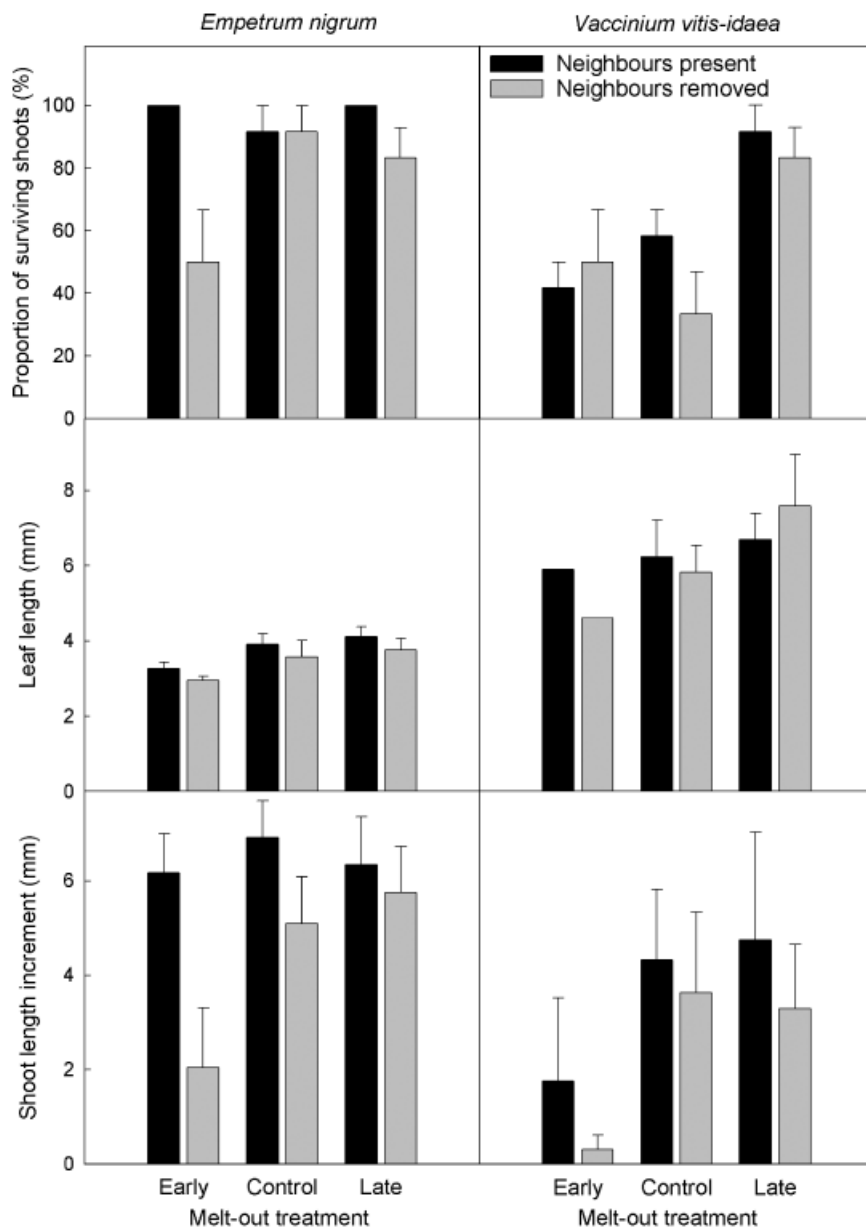 Empetrum nigrum
Vaccinium vitis-idaea
Neighbours present
Neighbours removed
Proportion of surviving shoots (%)
100
80
60
40
20
0
Leaf length (mm)
8
6
4
2
0
Shoot length increment (mm)
6
4
2
0
Early Control Late
Early Control Late
Melt-out treatment
Melt-out treatment